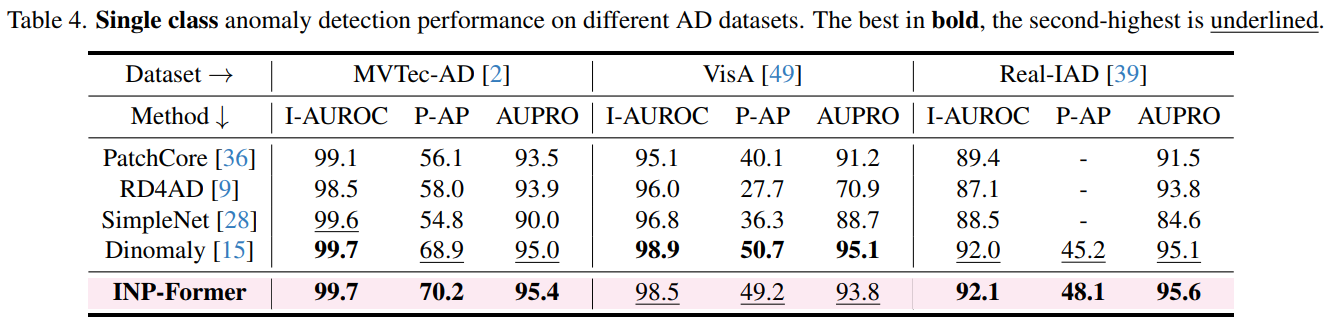 Table 4. Single class anomaly detection performance on different AD datasets. The best in bold, the second-highest is underlined.
Dataset → MVTec-AD [2] VisA [49] Real-IAD [39]
Method ↓ I-AUROC P-AP AUPRO I-AUROC P-AP AUPRO I-AUROC P-AP AUPRO
PatchCore [36] 99.1 56.1 93.5 95.1 40.1 91.2 89.4 - 91.5
RD4AD [9] 98.5 58.0 93.9 96.0 27.7 70.9 87.1 - 93.8
SimpleNet [28] 99.6 54.8 90.0 96.8 36.3 88.7 88.5 - 84.6
Dinomaly [15] 99.7 68.9 95.0 98.9 50.7 95.1 92.0 45.2 95.1
INP-Former 99.7 70.2 95.4 98.5 49.2 93.8 92.1 48.1 95.6